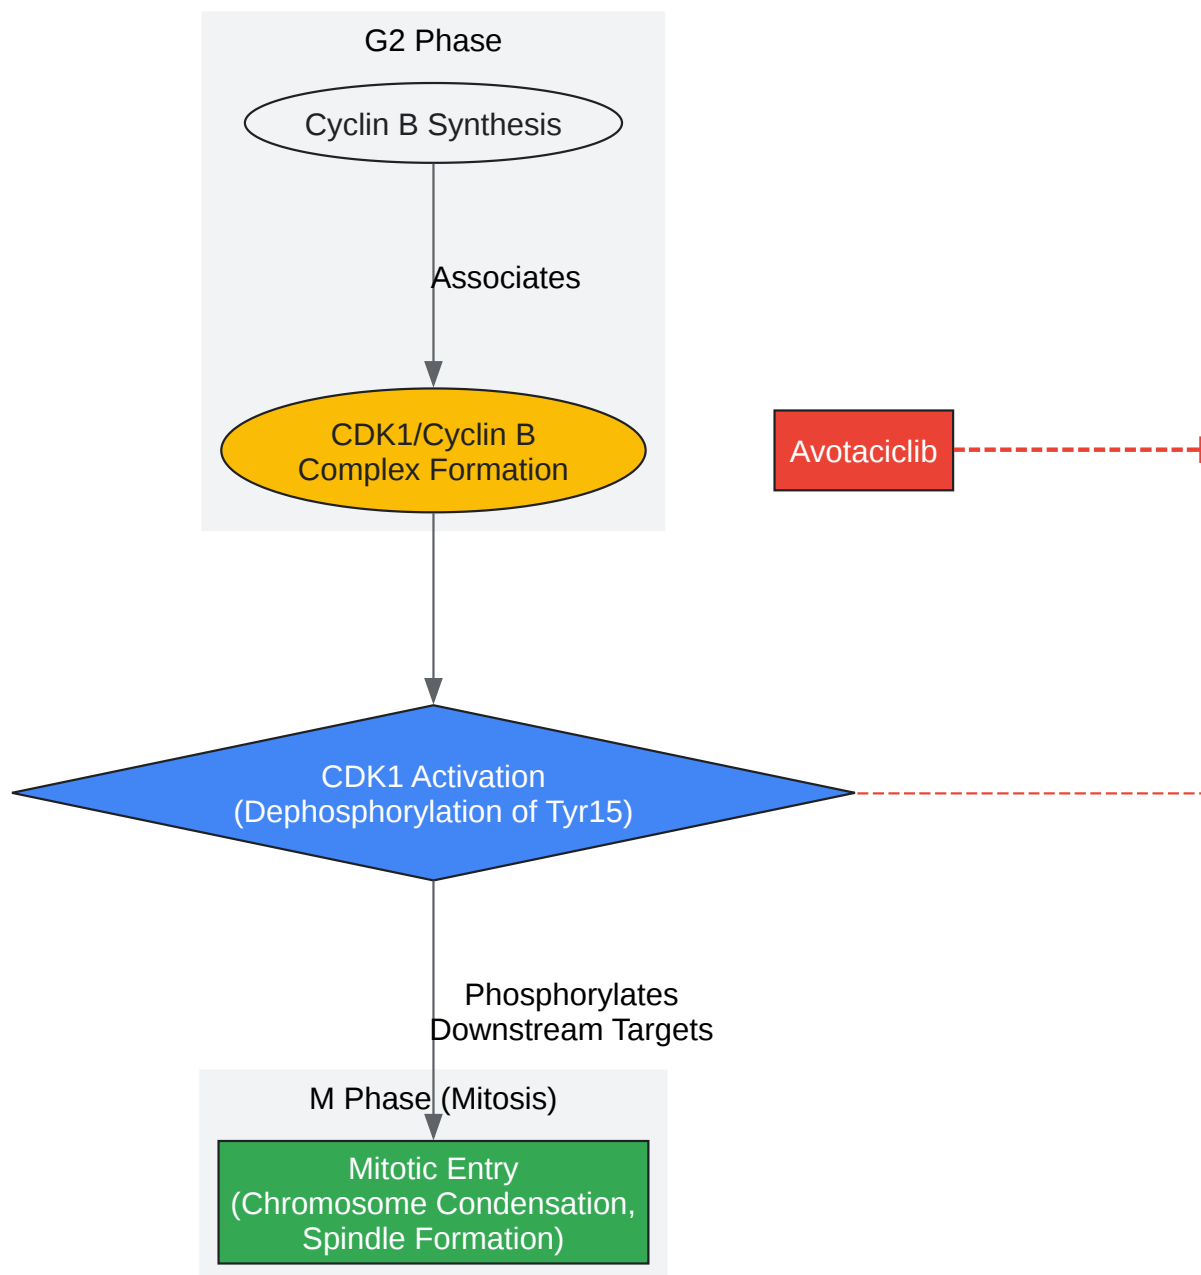 G2 Phase
Cyclin B Synthesis
Associates
CDK1/Cyclin B
Complex Formation
Avotaciclib
CDK1 Activation
(Dephosphorylation of Tyr15)
Phosphorylates
Downstream Targets
M Phase (Mitosis)
Mitotic Entry
(Chromosome Condensation,
Spindle Formation)